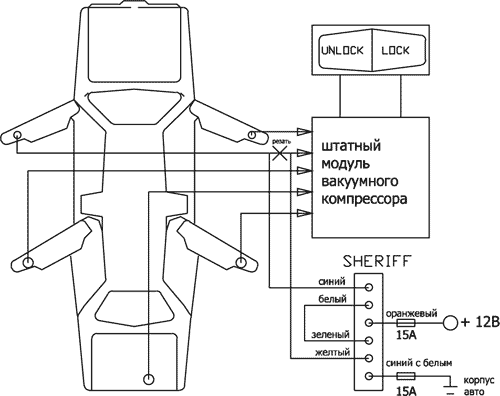 UNLOCK
LOCK
резать
штатный
модуль
вакуумного
компрессора
SHERIFF
синий
белый
оранжевый
+ 12В
15А
зеленый
желтый
синий с белым
15А
корпус
авто